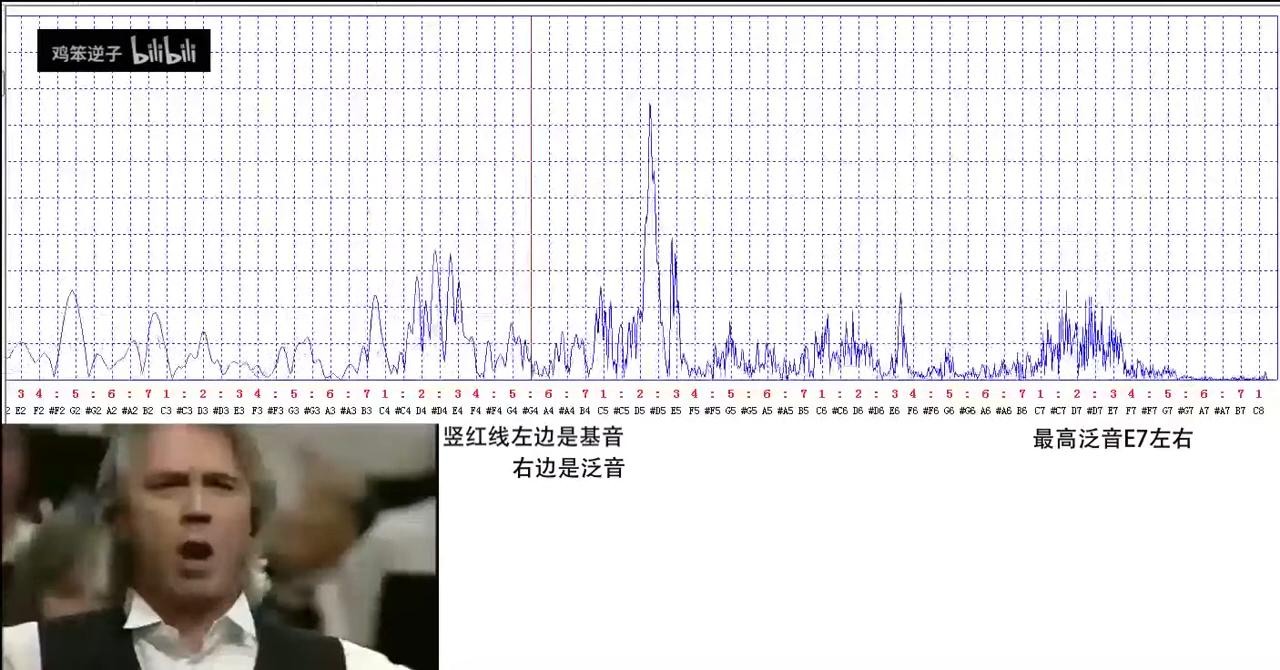 鸡笨逆子 bilibili
3 4 : 5 : 6 : 7 1 : 2 : 3 4 : 5 : 6 : 7 1 : 2 : 3 4 : 5 : 6 : 7 1 : 2 : 3 4 : 5 : 6 : 7 1 : 2 : 3 4 : 5 : 6 : 7 1 : 2 : 3 4 : 5 : 6 : 7 1
2 E2 F2 #F2 G2 #G2 A2 #A2 B2 C3 #C3 D3 #D3 E3 F3 #F3 G3 #G3 A3 #A3 B3 C4 #C4 D4 #D4 E4 F4 #F4 G4 #G4 A4 #A4 B4 C5 #C5 D5 #D5 E5 F5 #F5 G5 #G5 A5 #A5 B5 C6 #C6 D6 #D6 E6 F6 #F6 G6 #G6 A6 #A6 B6 C7 #C7 D7 #D7 E7 F7 #F7 G7 #G7 A7 #A7 B7 C8
竖红线左边是基音
右边是泛音
最高泛音E7左右